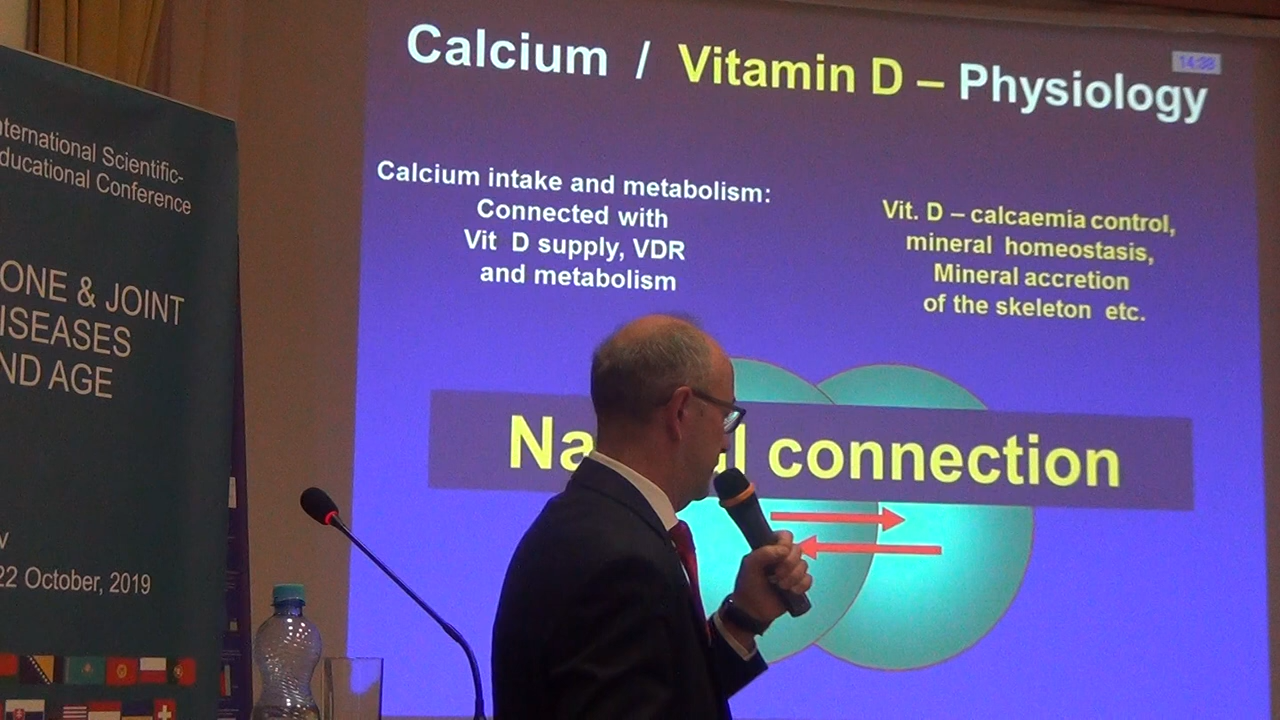 nternational Scientific-
ducational Conference
ONE & JOINT
ISEASES
ND AGE
22 October, 2019
Calcium / Vitamin D – Physiology
14:38
Calcium intake and metabolism:
Connected with
Vit D supply, VDR
and metabolism
Vit. D – calcaemia control,
mineral homeostasis,
Mineral accretion
of the skeleton etc.
connection